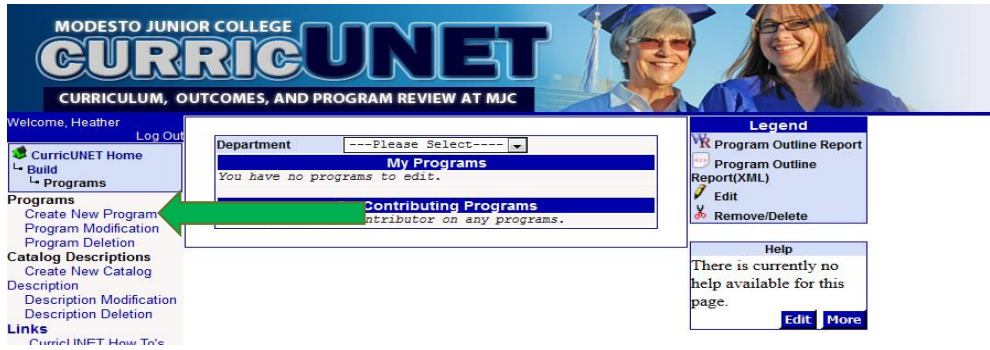 MODESTO JUNIOR COLLEGE
CURRICUNET
CURRICULUM, OUTCOMES, AND PROGRAM REVIEW AT MJC
Welcome, Heather
Log Out
CurricUNET Home
Build
Programs
Programs
Create New Program
Program Modification
Program Deletion
Catalog Descriptions
Create New Catalog
Description
Description Modification
Description Deletion
Links
CurricUNET How To's
Department ---Please Select----
My Programs
You have no programs to edit.
Contributing Programs
contributor on any programs.
Legend
WR Program Outline Report
Program Outline
Report(XML)
Edit
Remove/Delete
Help
There is currently no
help available for this
page.
Edit More